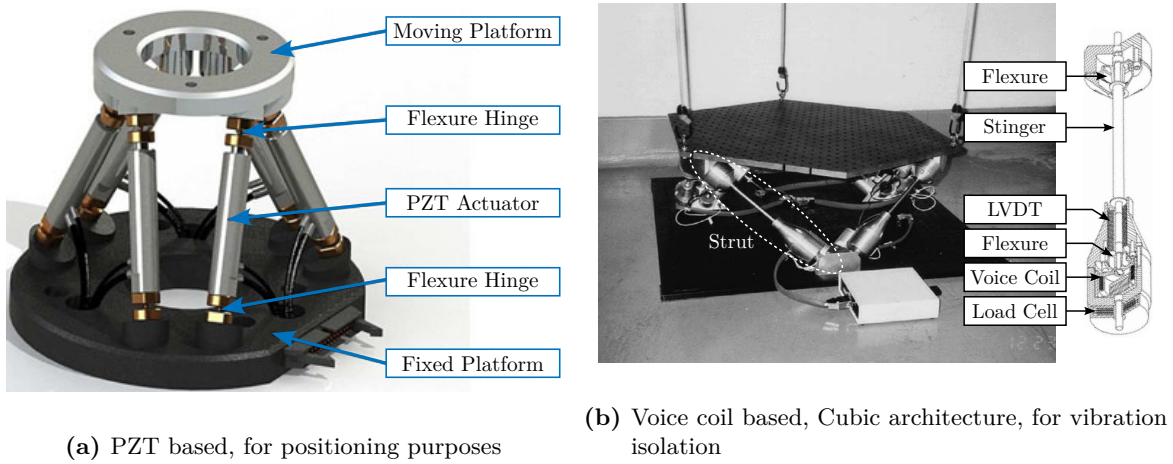 Moving Platform
Flexure Hinge
PZT Actuator
Flexure Hinge
Fixed Platform
(a) PZT based, for positioning purposes
Strut
Flexure
Stinger
LVDT
Flexure
Voice Coil
Load Cell
(b) Voice coil based, Cubic architecture, for vibration
isolation